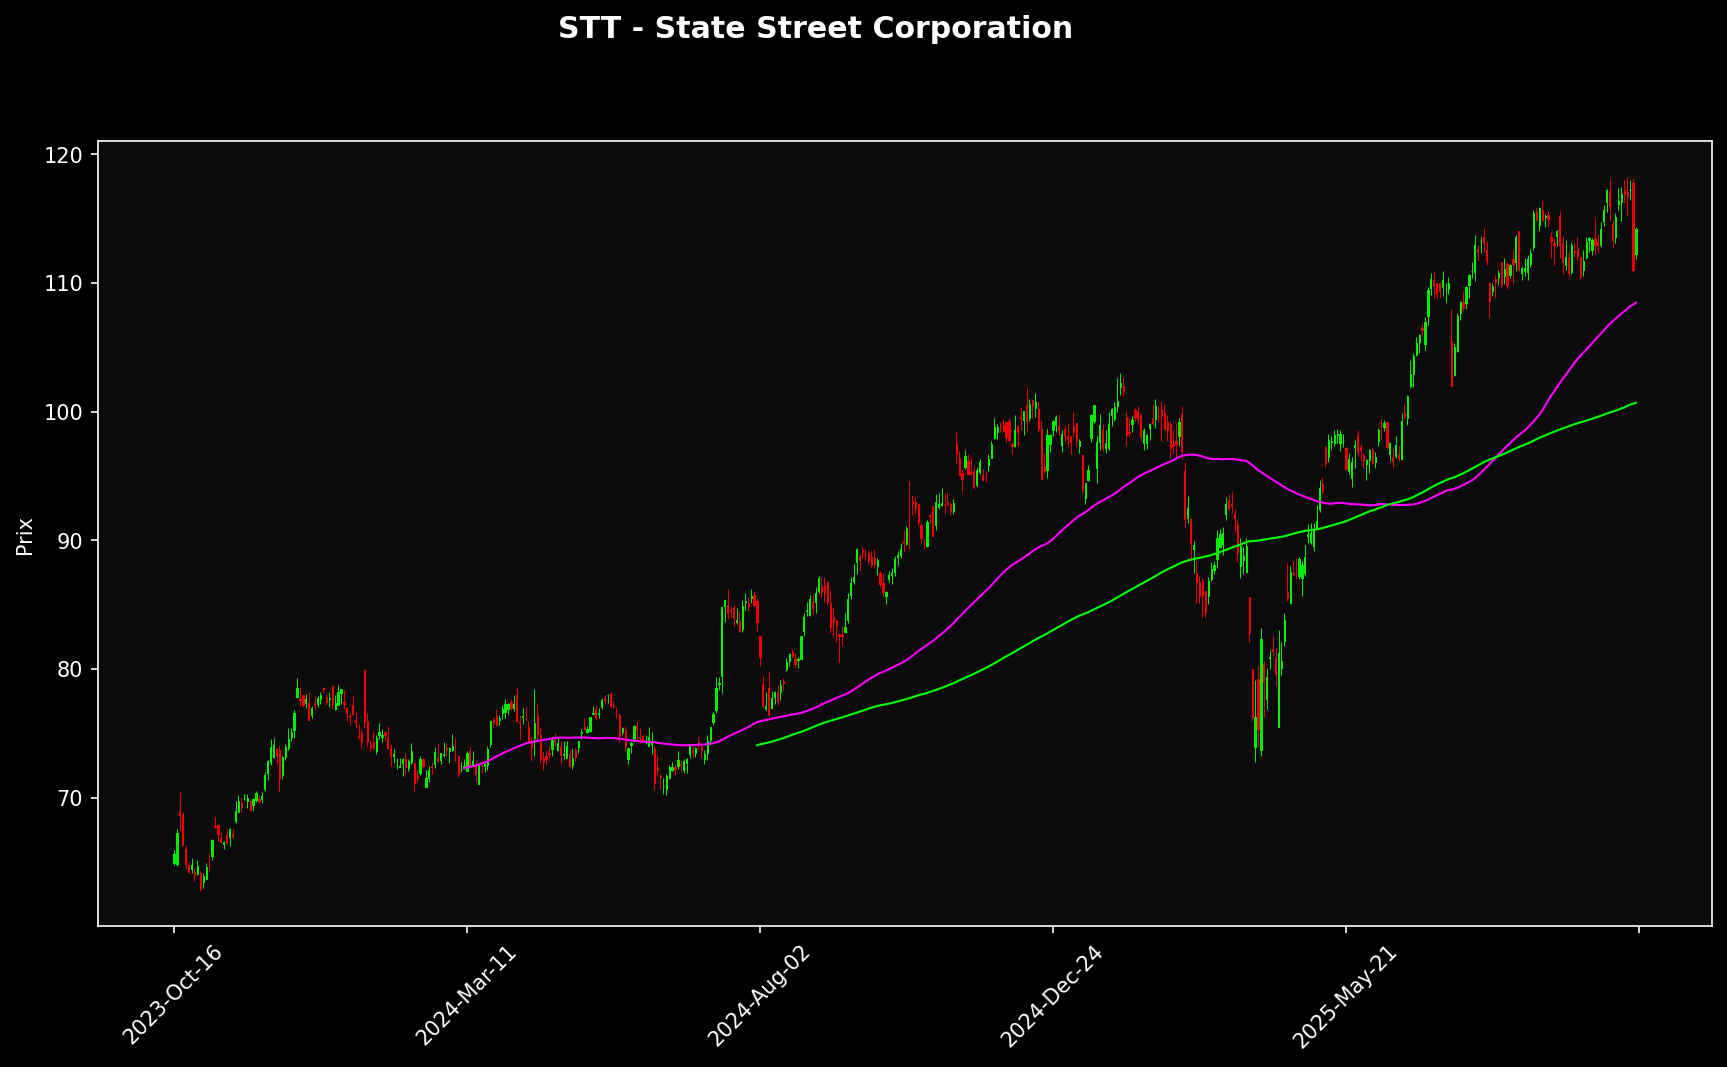 STT - State Street Corporation
120
110
100
90
80
70
Prix
2023-Oct-16
2024-Mar-11
2024-Aug-02
2024-Dec-24
2025-May-21